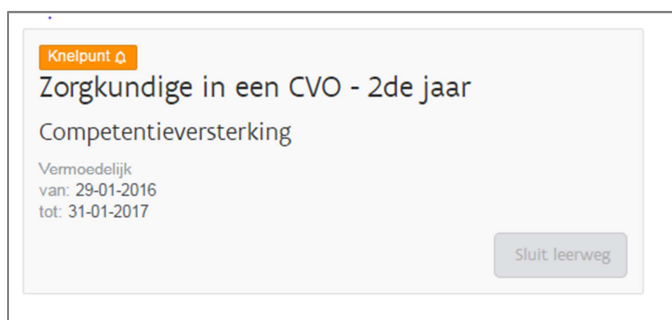 Knelpunt
Zorgkundige in een CVO - 2de jaar
Competentieversterking
Vermoedelijk
van: 29-01-2016
tot: 31-01-2017
Sluit leerweg